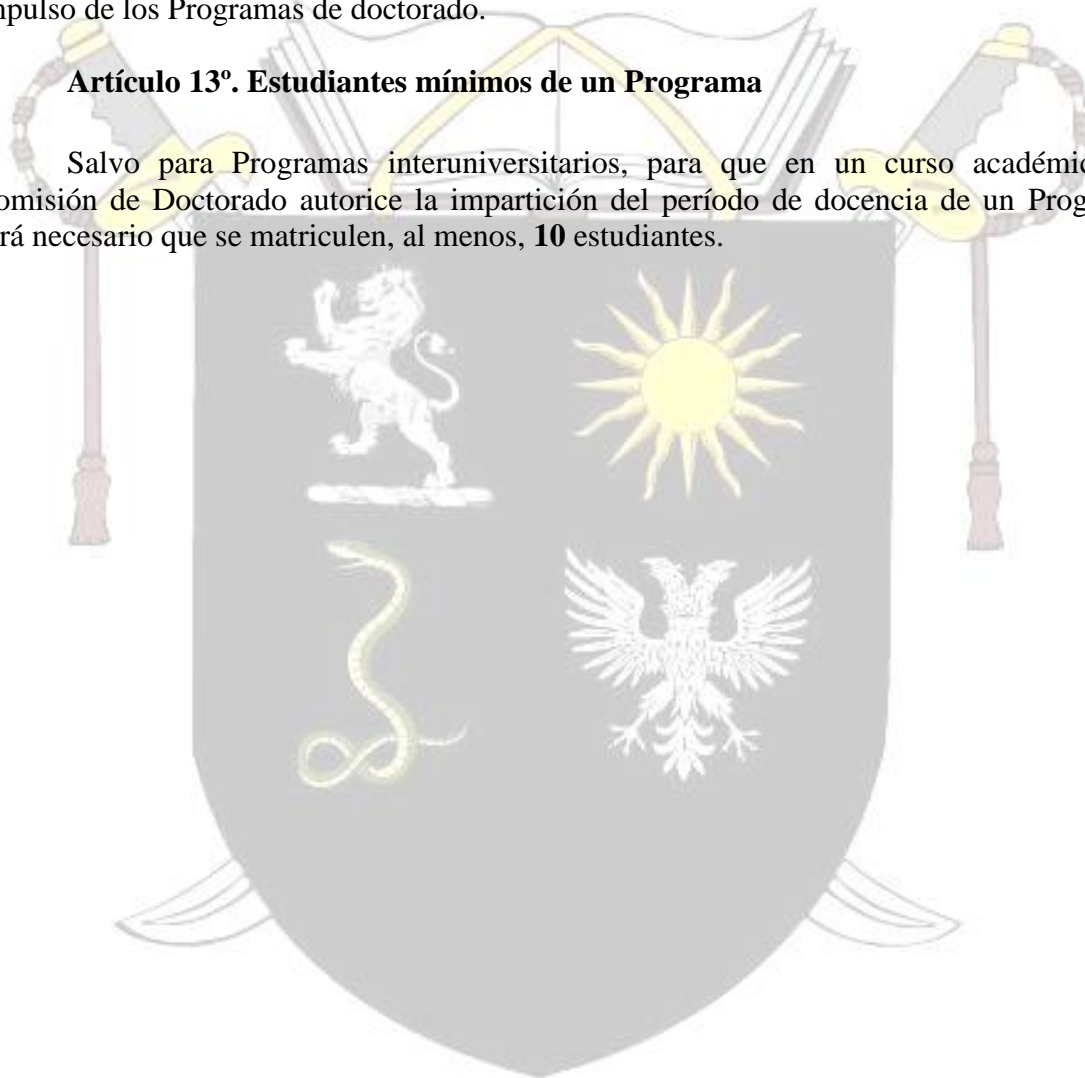 mpulso de los Programas de doctorado.
Artículo 13º. Estudiantes mínimos de un Programa
Salvo para Programas interuniversitarios, para que en un curso académic
omisión de Doctorado autorice la impartición del período de docencia de un Prog
rá necesario que se matriculen, al menos, 10 estudiantes.